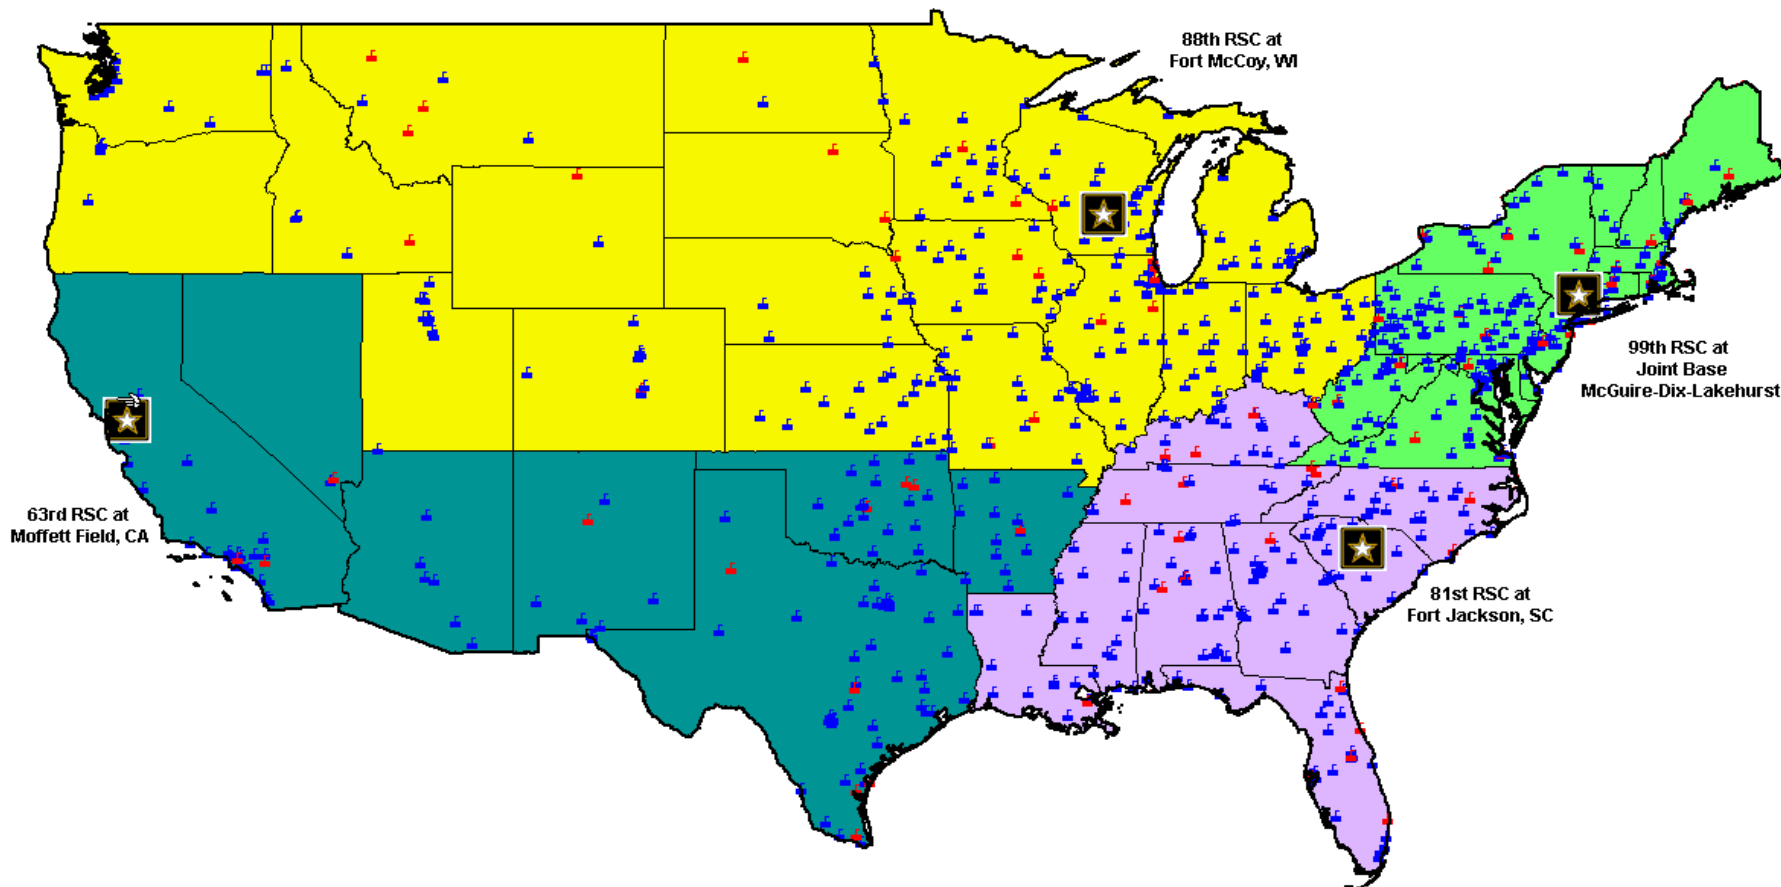 88th RSC at
Fort McCoy, WI
99th RSC at
Joint Base
McGuire-Dix-Lakehurst
63rd RSC at
Moffett Field, CA
81st RSC at
Fort Jackson, SC